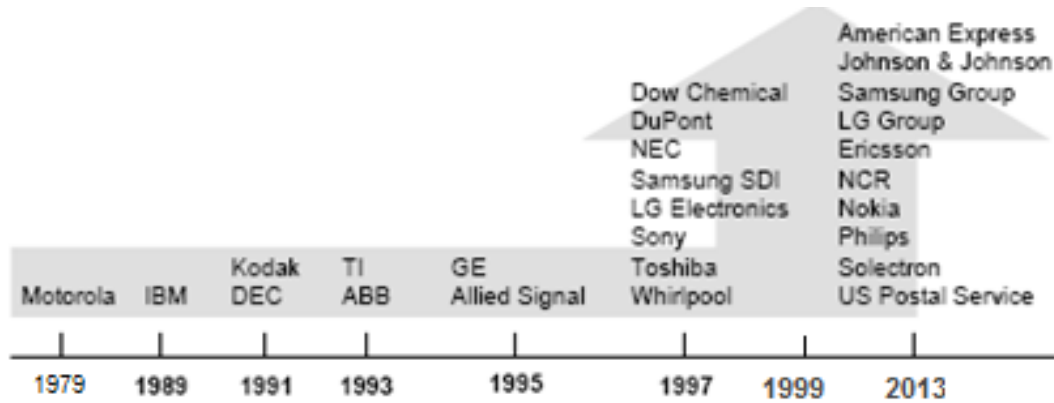 American Express
Johnson & Johnson
Dow Chemical Samsung Group
DuPont LG Group
NEC Ericsson
Samsung SDI NCR
LG Electronics Nokia
Sony Philips
Kodak TI GE Toshiba Solectron
Motorola IBM DEC ABB Allied Signal Whirlpool US Postal Service
1979 1989 1991 1993 1995 1997 1999 2013